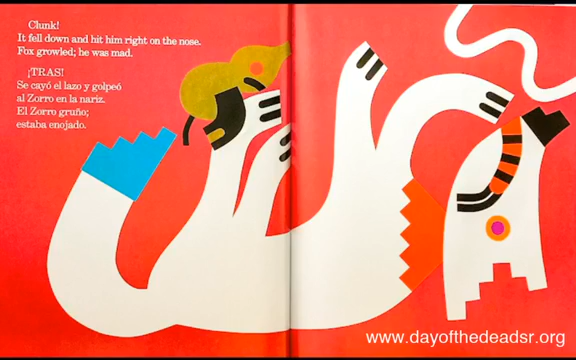 Clunk!
It fell down and hit him right on the nose.
Fox growled; he was mad.
¡TRAS!
Se cayó el lazo y golpeó
al Zorro en la nariz.
El Zorro gruño;
estaba enojado.
www.dayofthedeadsr.org